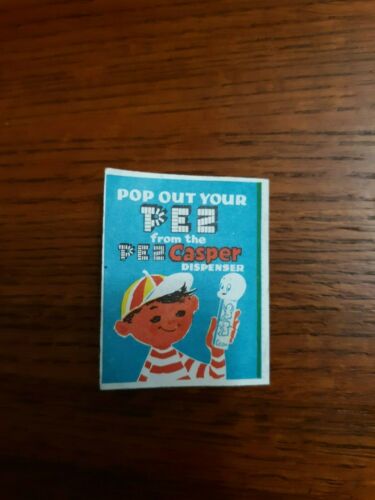 POP OUT YOUR
PEZ
from the
PEZ Casper
DISPENSER